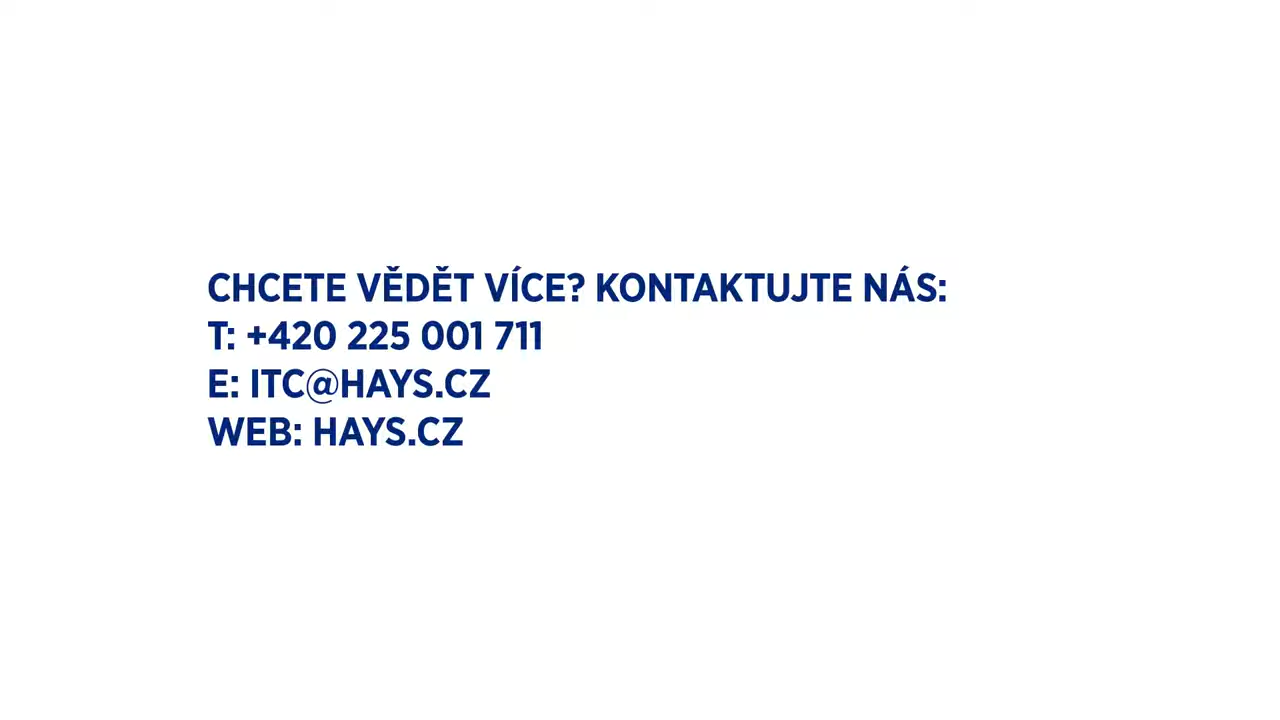 CHCETE VĚDĚT VÍCE? KONTAKTUJTE NÁS:
T: +420 225 001 711
E: ITC@HAYS.CZ
WEB: HAYS.CZ